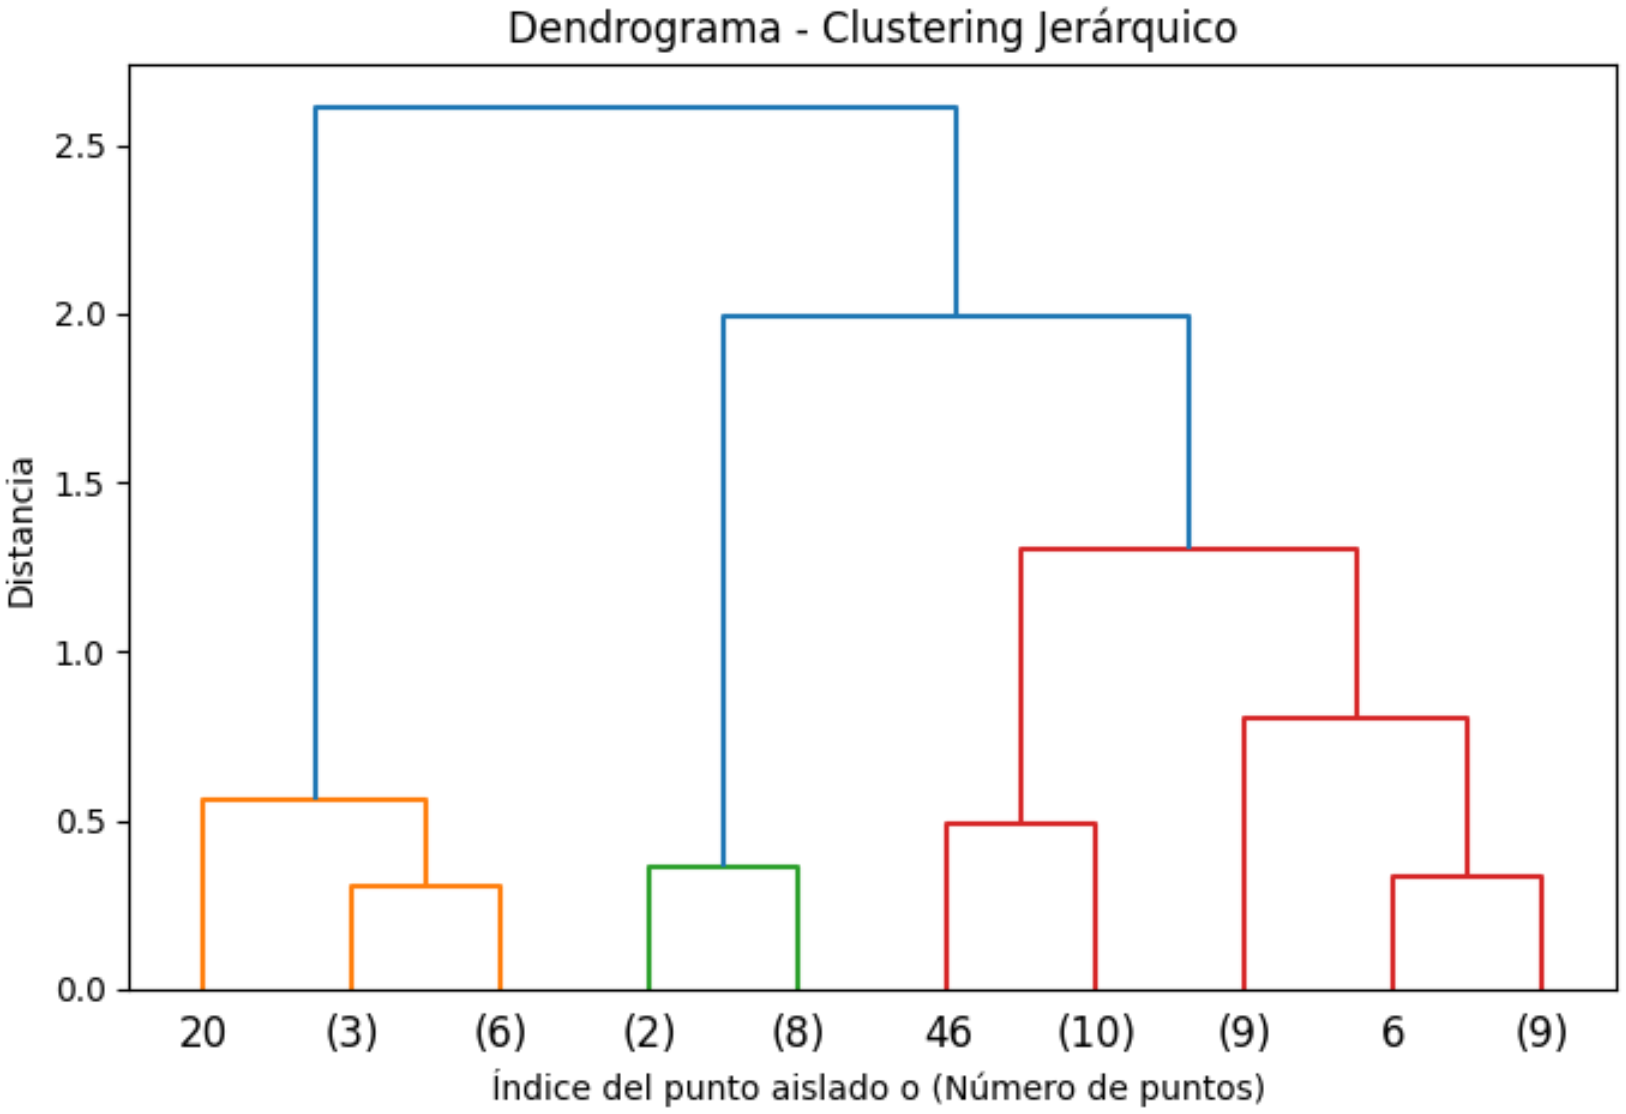 Dendrograma - Clustering Jerárquico
Distancia
2.5
2.0
1.5
1.0
0.5
0.0
20 (3) (6) (2) (8) 46 (10) (9) 6 (9)
Índice del punto aislado o (Número de puntos)